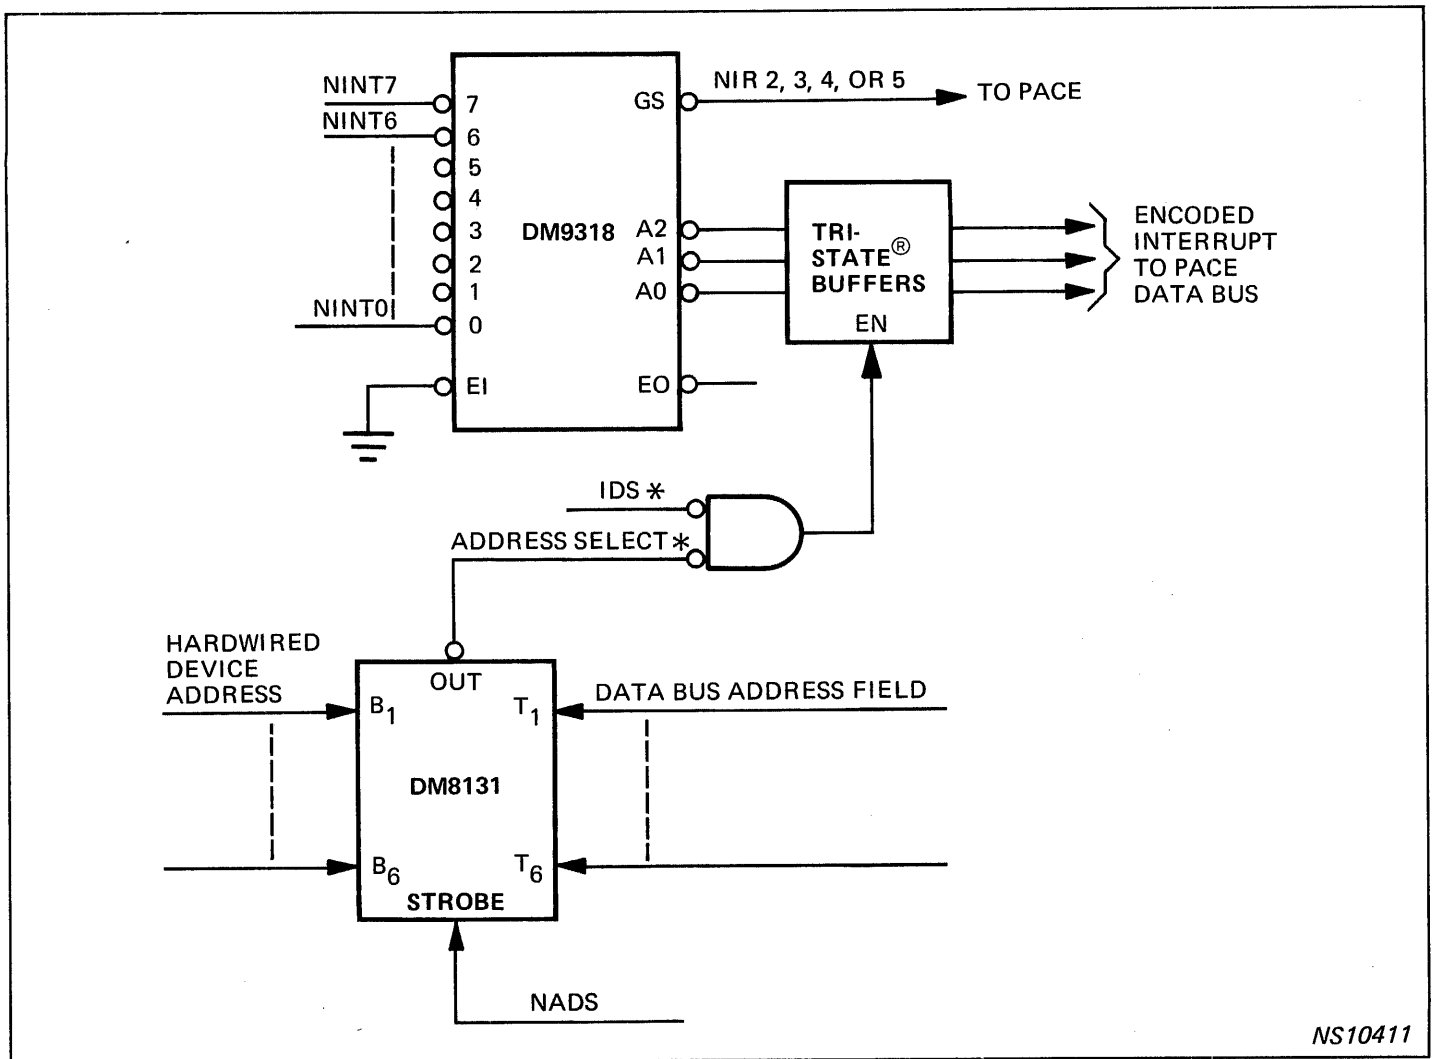 NINT7
NINT6
NINT0
7
6
5
4
3
2
1
0
EI
DM9318
GS
A2
A1
A0
EO
NIR 2, 3, 4, OR 5
TO PACE
TRI-
STATE®
BUFFERS
EN
ENCODED
INTERRUPT
TO PACE
DATA BUS
IDS *
ADDRESS SELECT *
HARDWIRED
DEVICE
ADDRESS
OUT
B1
T1
DATA BUS ADDRESS FIELD
DM8131
B6
T6
STROBE
NADS
NS10411